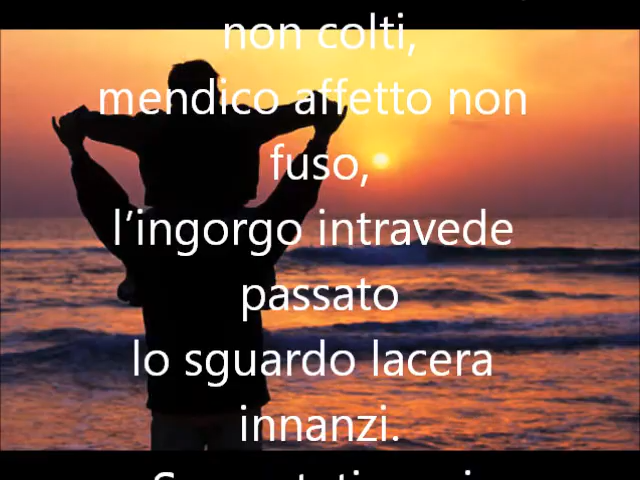 non colti,
mendico affetto non
fuso,
l’ingorgo intravede
passato
lo sguardo lacera
innanzi.